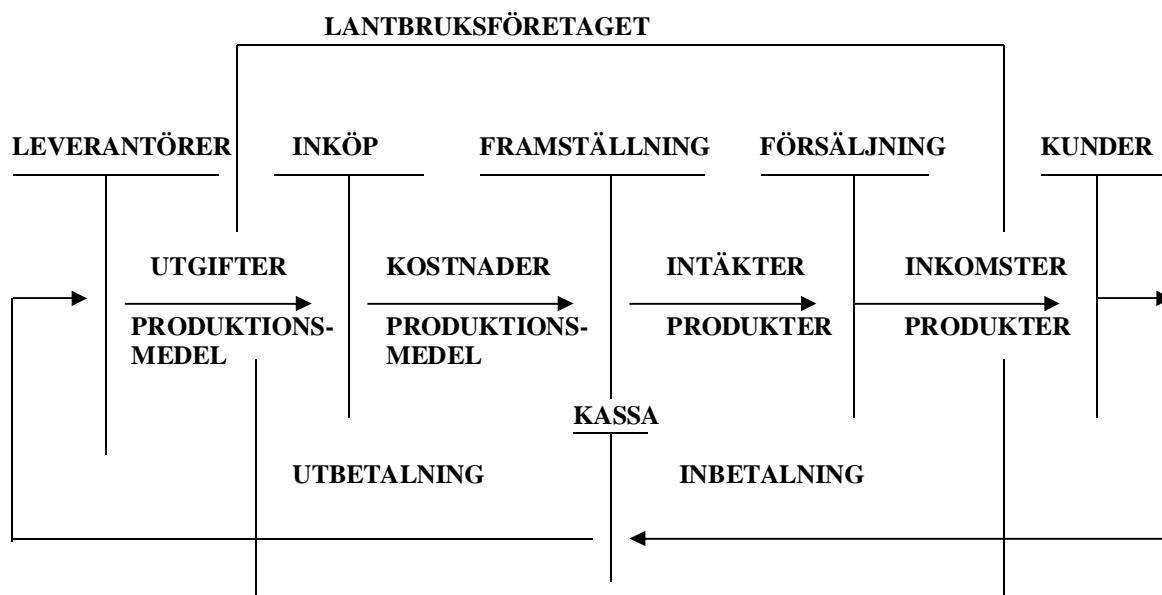 LANTBRUKSFÖRETAGET
LEVERANTÖRER INKÖP FRAMSTÄLLNING FÖRSÄLJNING KUNDER
UTGIFTER KOSTNADER INTÄKTER INKOMSTER
PRODUKTIONS- PRODUKTIONS- PRODUKTER PRODUKTER
MEDEL MEDEL
KASSA
UTBETALNING INBETALNING